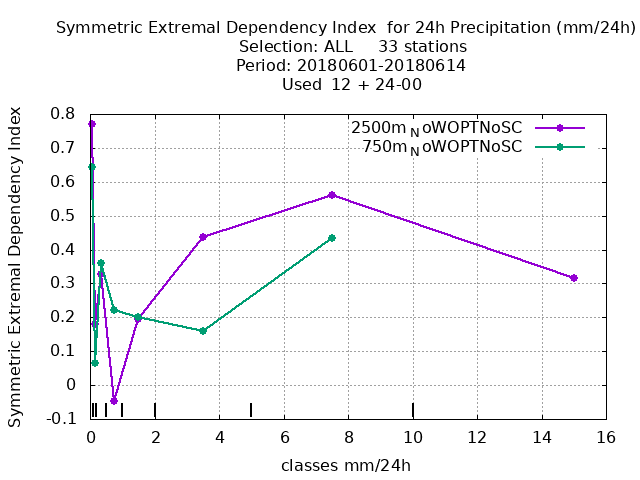 Symmetric Extremal Dependency Index  for 24h Precipitation (mm/24h)
Selection: ALL     33 stations
Period: 20180601-20180614
Used  12 + 24-00
Symmetric Extremal Dependency Index
0.8
0.7
0.6
0.5
0.4
0.3
0.2
0.1
0
-0.1
2500m NoWOPTNoSC
750m NoWOPTNoSC
0 2 4 6 8 10 12 14 16
classes mm/24h